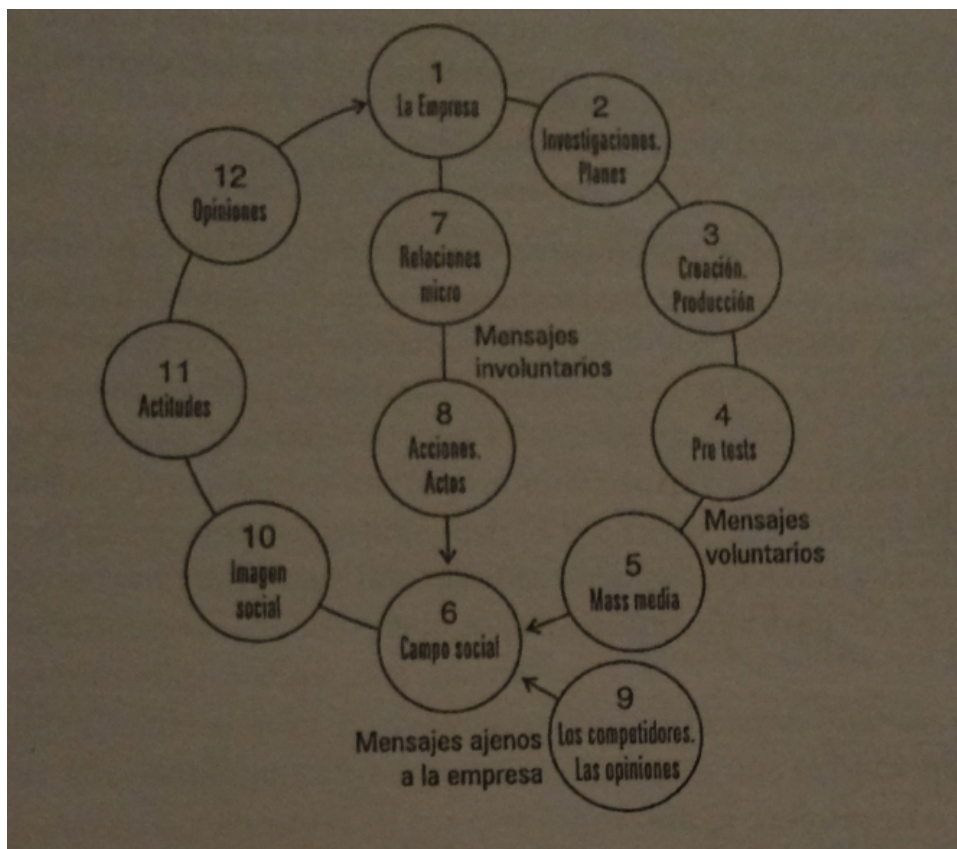 1
La Empresa
2
Investigaciones.
Planes
3
Creación.
Producción
4
Pre tests
Mensajes
voluntarios
5
Mass media
6
Campo social
7
Relaciones
micro
Mensajes
involuntarios
8
Acciones.
Actos
9
Los competidores.
Las opiniones
Mensajes ajenos
a la empresa
10
Imagen
social
11
Actitudes
12
Opiniones